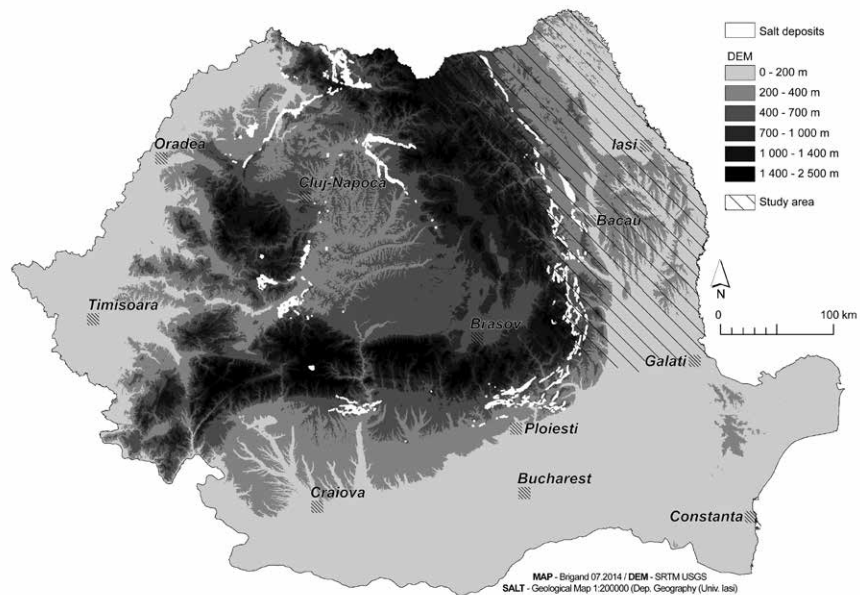 Salt deposits
DEM
0 - 200 m
200 - 400 m
400 - 700 m
700 - 1 000 m
1 000 - 1 400 m
1 400 - 2 500 m
Study area
N
0 100 km
Oradea
Cluj-Napoca
Iasi
Bacau
Timisoara
Brasov
Galati
Ploiesti
Craiova
Bucharest
Constanta
MAP - Brigand 07.2014 / DEM - SRTM USGS
SALT - Geological Map 1:200000 (Dep. Geography (Univ. Iasi)